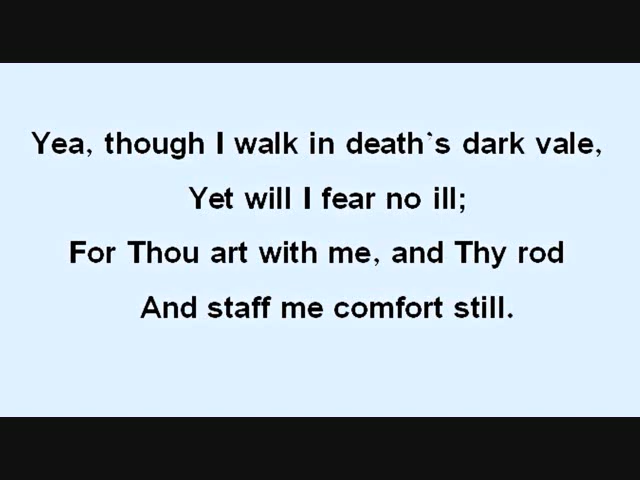 Yea, though I walk in death`s dark vale,
Yet will I fear no ill;
For Thou art with me, and Thy rod
And staff me comfort still.